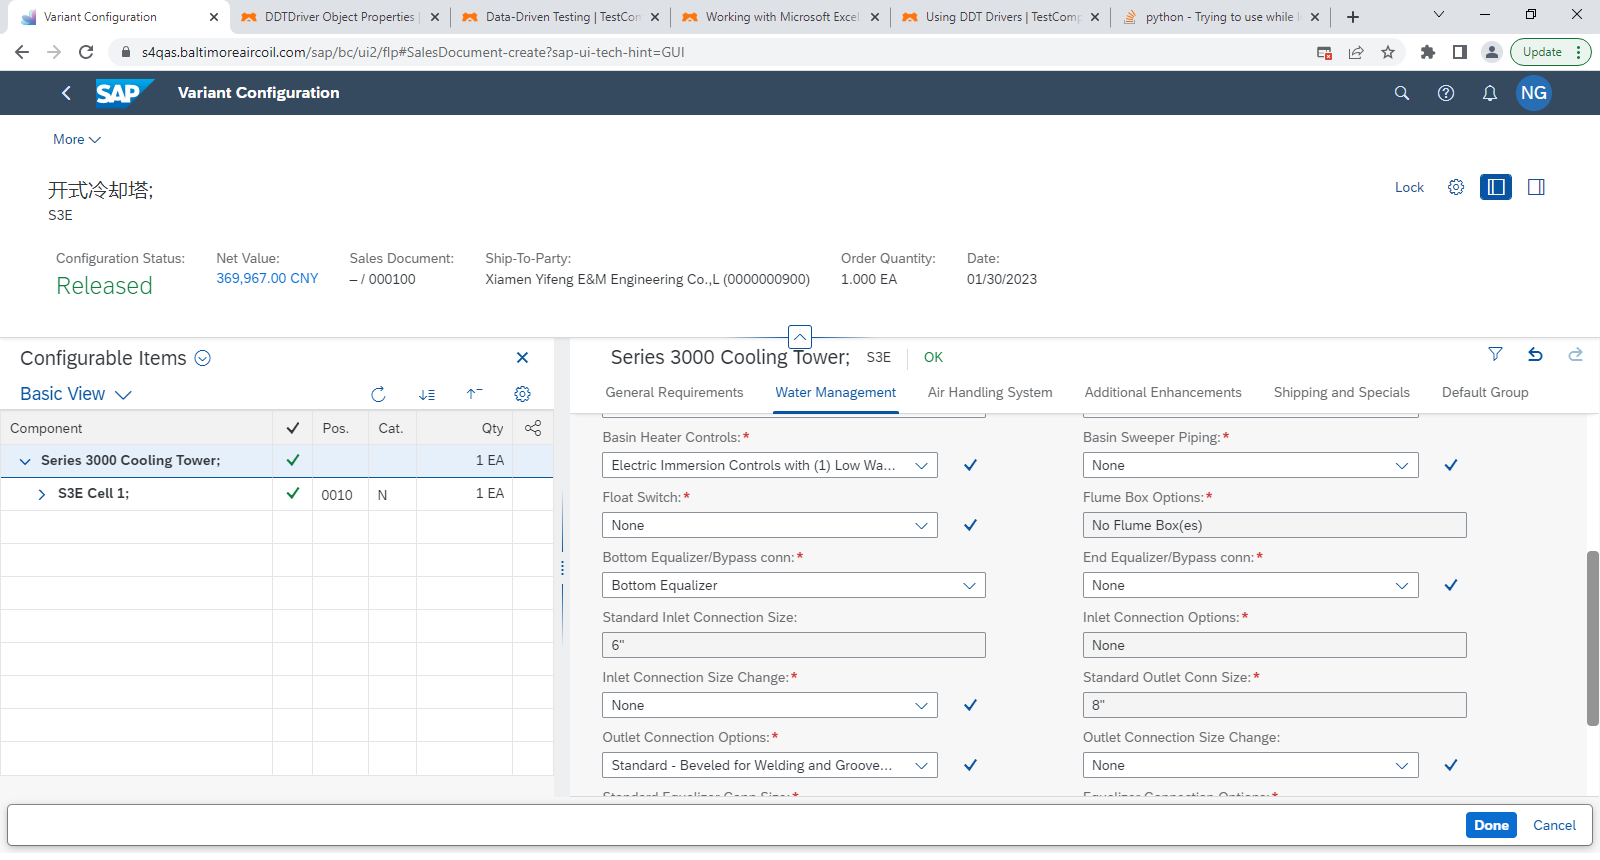 Variant Configuration
DDTDriver Object Properties
Data-Driven Testing | TestCom
Working with Microsoft Excel
Using DDT Drivers | TestComp
python - Trying to use while l
s4qas.baltimoreaircoil.com/sap/bc/ui2/flp#SalesDocument-create?sap-ui-tech-hint=GUI
Update
SAP
Variant Configuration
NG
More
开式冷却塔;
S3E
Lock
Configuration Status:
Net Value:
Sales Document:
Ship-To-Party:
Order Quantity:
Date:
Released
369,967.00 CNY
– / 000100
Xiamen Yifeng E&M Engineering Co.,L (0000000900)
1.000 EA
01/30/2023
Configurable Items
Basic View
Component
Pos.
Cat.
Qty
Series 3000 Cooling Tower;
1 EA
S3E Cell 1;
0010
N
1 EA
Series 3000 Cooling Tower;
S3E
OK
General Requirements
Water Management
Air Handling System
Additional Enhancements
Shipping and Specials
Default Group
Basin Heater Controls:*
Basin Sweeper Piping:*
Electric Immersion Controls with (1) Low Wa...
None
Float Switch:*
Flume Box Options:*
None
No Flume Box(es)
Bottom Equalizer/Bypass conn:*
End Equalizer/Bypass conn:*
Bottom Equalizer
None
Standard Inlet Connection Size:
Inlet Connection Options:*
6"
None
Inlet Connection Size Change:*
Standard Outlet Conn Size:*
None
8"
Outlet Connection Options:*
Outlet Connection Size Change:
Standard - Beveled for Welding and Groove...
None
Standard Equalizer Conn Size:*
Equalizer Connection Options:*
Done
Cancel